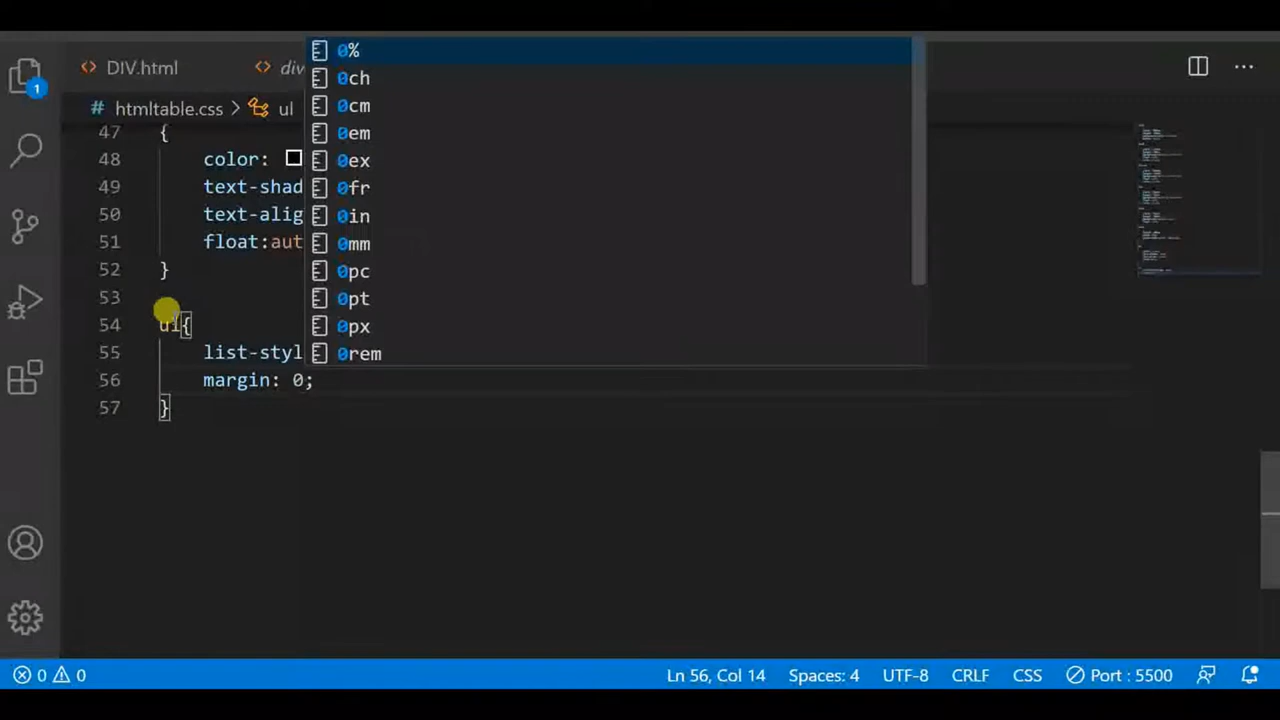 DIV.html
div
1
# htmltable.css > ul
47 {
48 color:
49 text-shad
50 text-alig
51 float:aut
52 }
53
54 ul{
55 list-styl
56 margin: 0;
57 }
0%
0ch
0cm
0em
0ex
0fr
0in
0mm
0pc
0pt
0px
0rem
0 0 Ln 56, Col 14 Spaces: 4 UTF-8 CRLF CSS Port : 5500